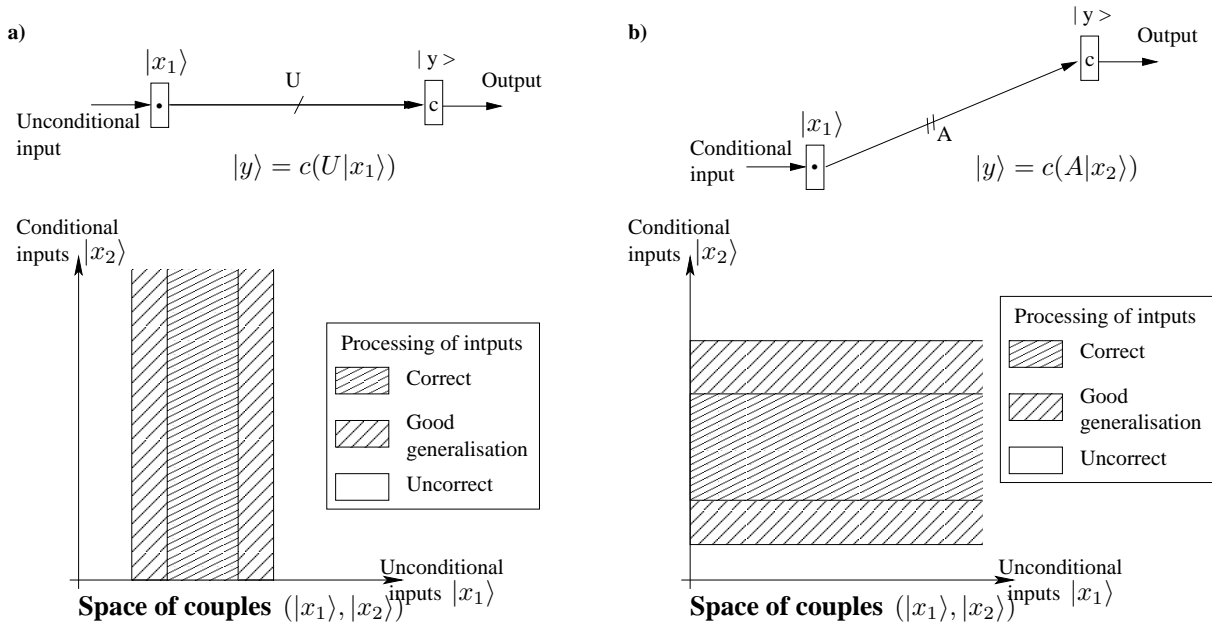 a)
|x₁⟩
| y >
U
c
Output
Unconditional
input
|y⟩ = c(U|x₁⟩)
Conditional
inputs |x₂⟩
Processing of intputs
Correct
Good
generalisation
Uncorrect
Unconditional
inputs |x₁⟩
Space of couples (|x₁⟩, |x₂⟩)
b)
| y >
c
Output
|x₁⟩
A
Conditional
input
|y⟩ = c(A|x₂⟩)
Conditional
inputs |x₂⟩
Processing of intputs
Correct
Good
generalisation
Uncorrect
Unconditional
inputs |x₁⟩
Space of couples (|x₁⟩, |x₂⟩)